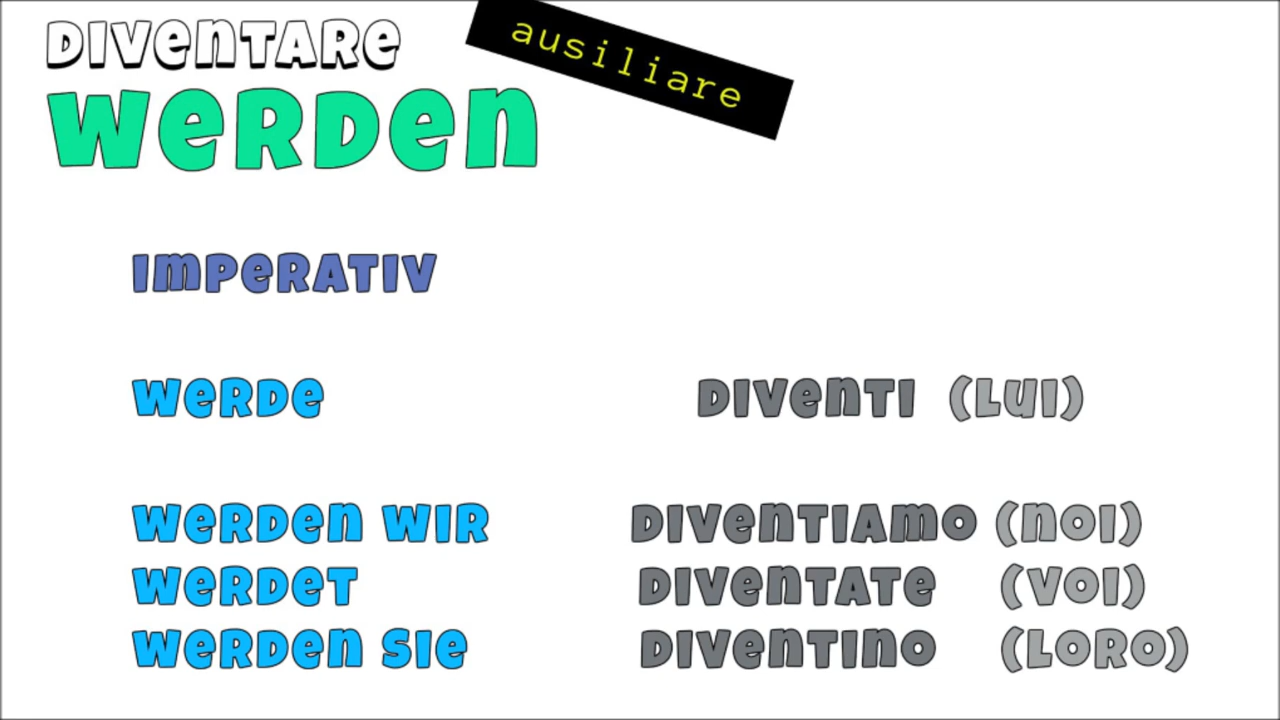 DIVENTARE
ausiliare
WERDEN
IMPERATIV
WERDE DIVENTI (LUI)
WERDEN WIR DIVENTIAMO (NOI)
WERDET DIVENTATE (VOI)
WERDEN SIE DIVENTINO (LORO)